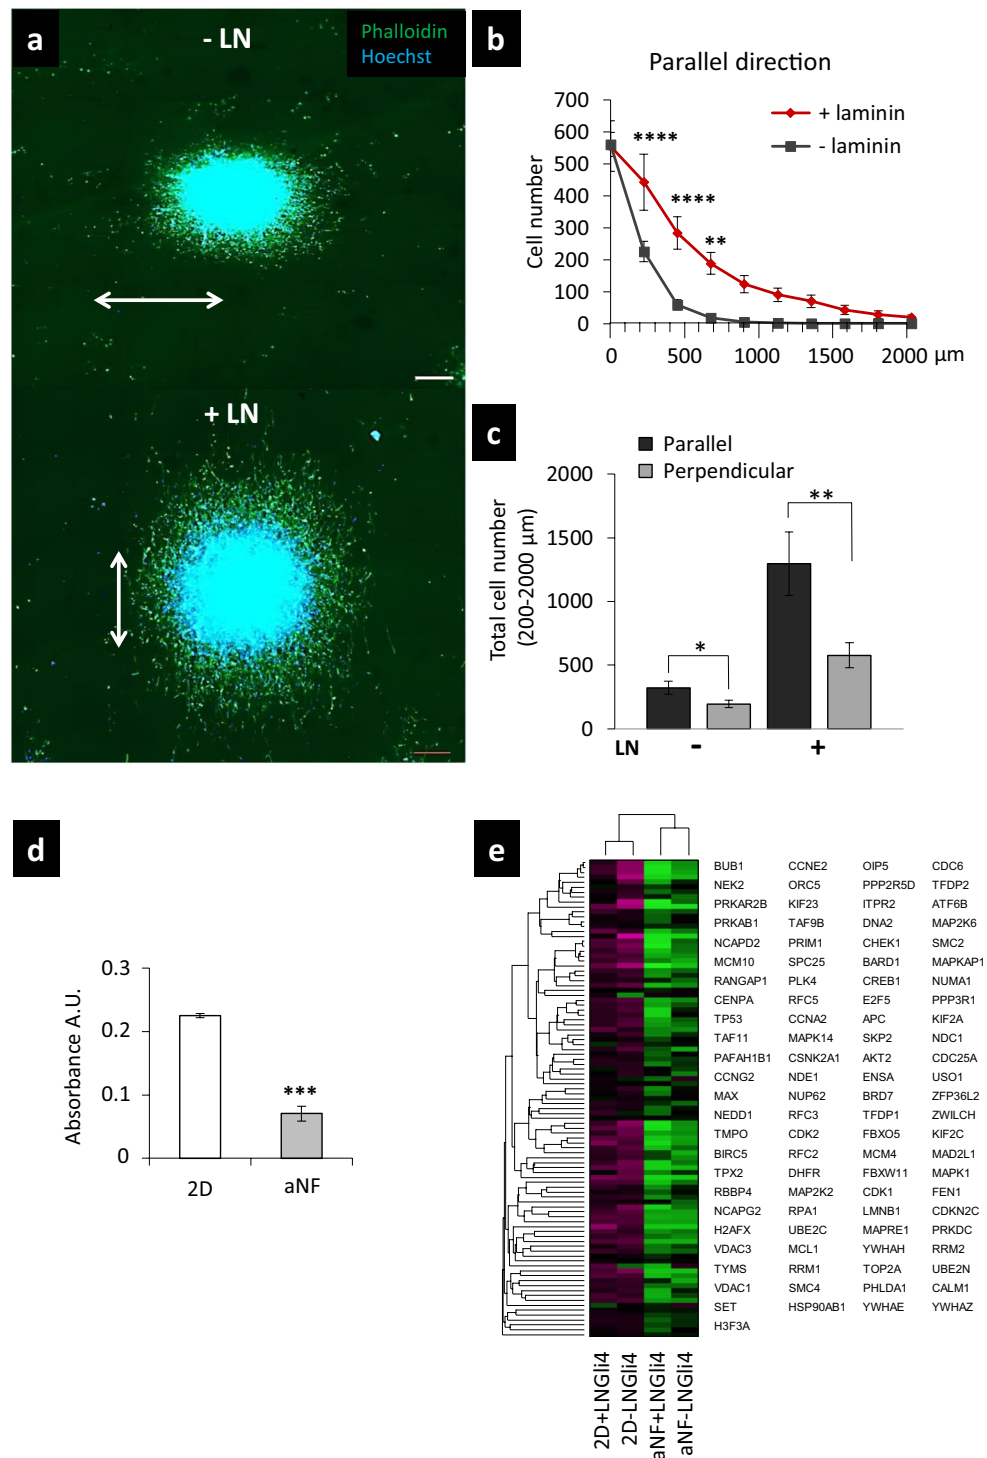 a
- LN
Phalloidin
Hoechst
+ LN
b
Parallel direction
+ laminin
- laminin
****
****
**
Cell number
700
600
500
400
300
200
100
0
0 500 1000 1500 2000 µm
c
Parallel
Perpendicular
Total cell number
(200-2000 µm)
2000
1500
1000
500
0
*
**
LN - +
d
Absorbance A.U.
0.3
0.2
0.1
0
***
2D aNF
e
BUB1 CCNE2 OIP5 CDC6
NEK2 ORC5 PPP2R5D TFDP2
PRKAR2B KIF23 ITPR2 ATF6B
PRKAB1 TAF9B DNA2 MAP2K6
NCAPD2 PRIM1 CHEK1 SMC2
MCM10 SPC25 BARD1 MAPKAP1
RANGAP1 PLK4 CREB1 NUMA1
CENPA RFC5 E2F5 PPP3R1
TP53 CCNA2 APC KIF2A
TAF11 MAPK14 SKP2 NDC1
PAFAH1B1 CSNK2A1 AKT2 CDC25A
CCNG2 NDE1 ENSA USO1
MAX NUP62 BRD7 ZFP36L2
NEDD1 RFC3 TFDP1 ZWILCH
TMPO CDK2 FBXO5 KIF2C
BIRC5 RFC2 MCM4 MAD2L1
TPX2 DHFR FBXW11 MAPK1
RBBP4 MAP2K2 CDK1 FEN1
NCAPG2 RPA1 LMNB1 CDKN2C
H2AFX UBE2C MAPRE1 PRKDC
VDAC3 MCL1 YWHAH RRM2
TYMS RRM1 TOP2A UBE2N
VDAC1 SMC4 PHLDA1 CALM1
SET HSP90AB1 YWHAE YWHAZ
H3F3A
2D+LNGli4
2D-LNGli4
aNF+LNGli4
aNF-LNGli4